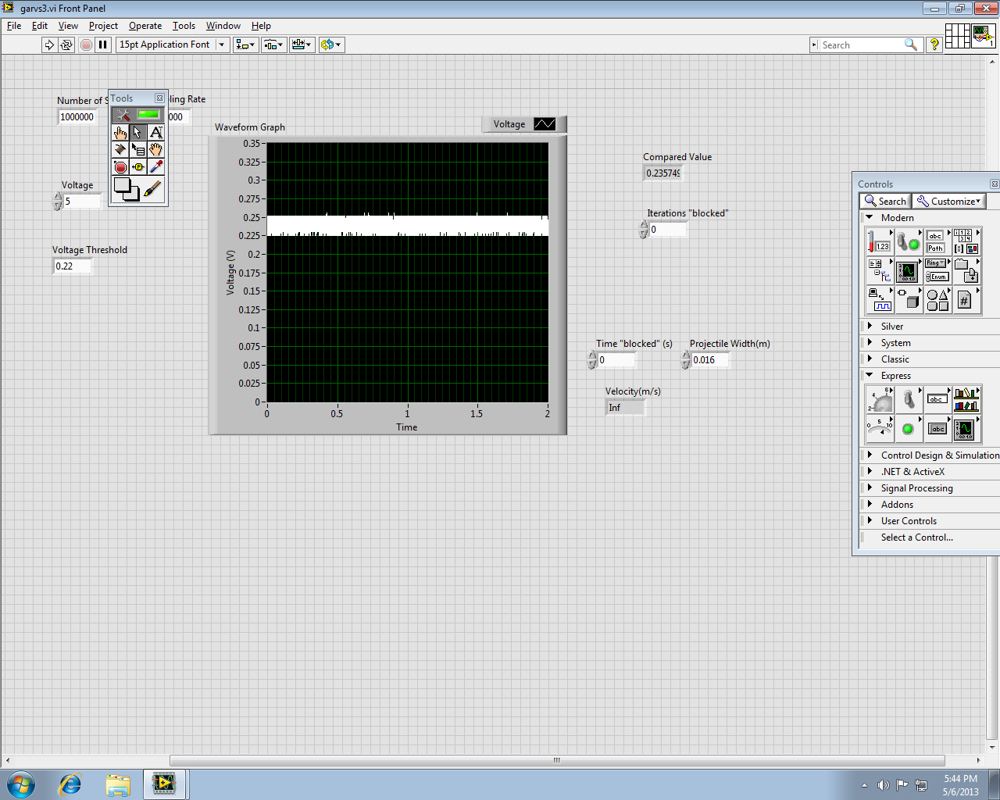 garvs3.vi Front Panel
File Edit View Project Operate Tools Window Help
15pt Application Font
Search
1
Number of S
ling Rate
1000000
000
Tools
Voltage
5
Voltage Threshold
0.22
Waveform Graph
Voltage
0.35
0.325
0.3
0.275
0.25
0.225
0.2
0.175
0.15
0.125
0.1
0.075
0.05
0.025
0
Voltage (V)
0 0.5 1 1.5 2
Time
Compared Value
0.235749
Iterations "blocked"
0
Time "blocked" (s)
0
Projectile Width(m)
0.016
Velocity(m/s)
Inf
Controls
Search Customize
Modern
1.23
abc
Path
Ring
Enum
#
Silver
System
Classic
Express
abc
abc
Control Design & Simulation
.NET & ActiveX
Signal Processing
Addons
User Controls
Select a Control...
5:44 PM
5/6/2013